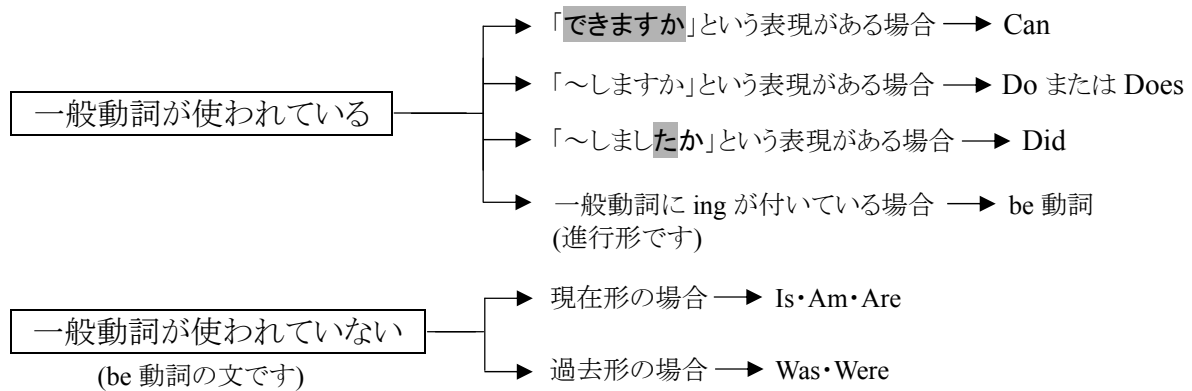 「できますか」という表現がある場合 → Can
「～しますか」という表現がある場合 → Do または Does
一般動詞が使われている
「～しましたか」という表現がある場合 → Did
一般動詞に ing が付いている場合 → be 動詞
(進行形です)
現在形の場合 → Is・Am・Are
一般動詞が使われていない
(be 動詞の文です)
過去形の場合 → Was・Were